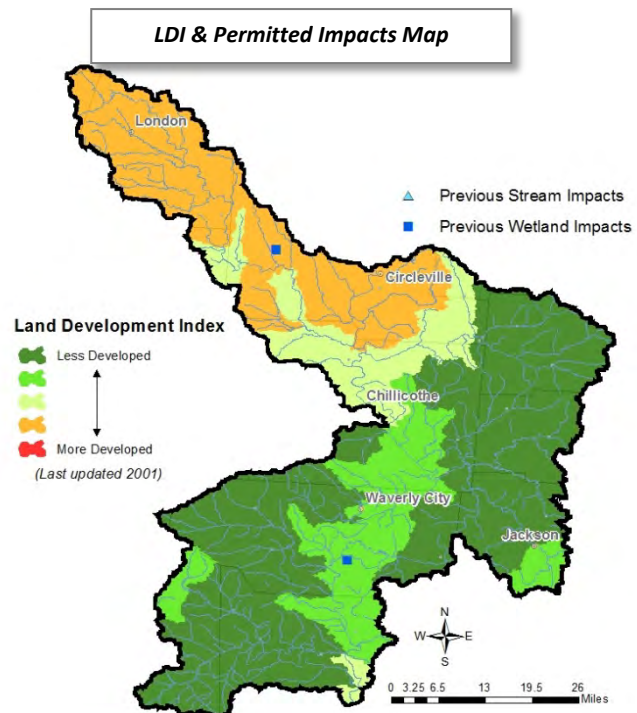 LDI & Permitted Impacts Map
London
Previous Stream Impacts
Previous Wetland Impacts
Circleville
Land Development Index
Less Developed
More Developed
(Last updated 2001)
Chillicothe
Waverly City
Jackson
N
W E
S
0 3.25 6.5 13 19.5 26
Miles